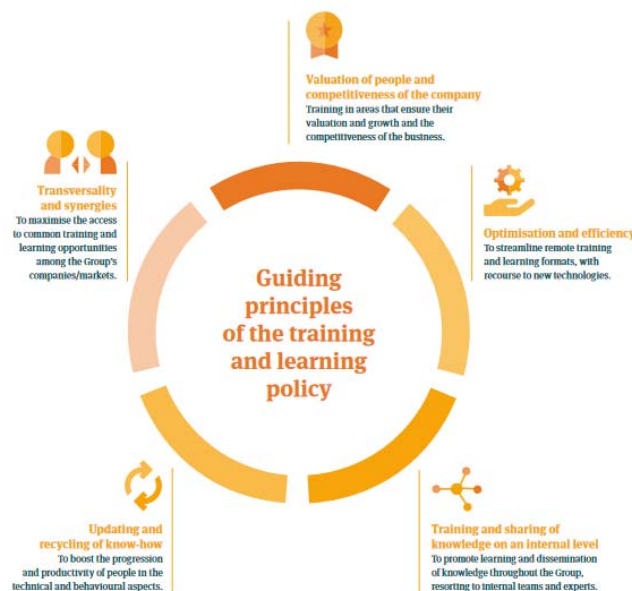 Valuation of people and
competitiveness of the company
Training in areas that ensure their
valuation and growth and the
competitiveness of the business.
Transversality
and synergies
To maximise the access
to common training and
learning opportunities
among the Group's
companies/markets.
Optimisation and efficiency
To streamline remote training
and learning formats, with
recourse to new technologies.
Guiding
principles
of the training
and learning
policy
Updating and
recycling of know-how
To boost the progression
and productivity of people in the
technical and behavioural aspects.
Training and sharing of
knowledge on an internal level
To promote learning and dissemination
of knowledge throughout the Group,
resorting to internal teams and experts.